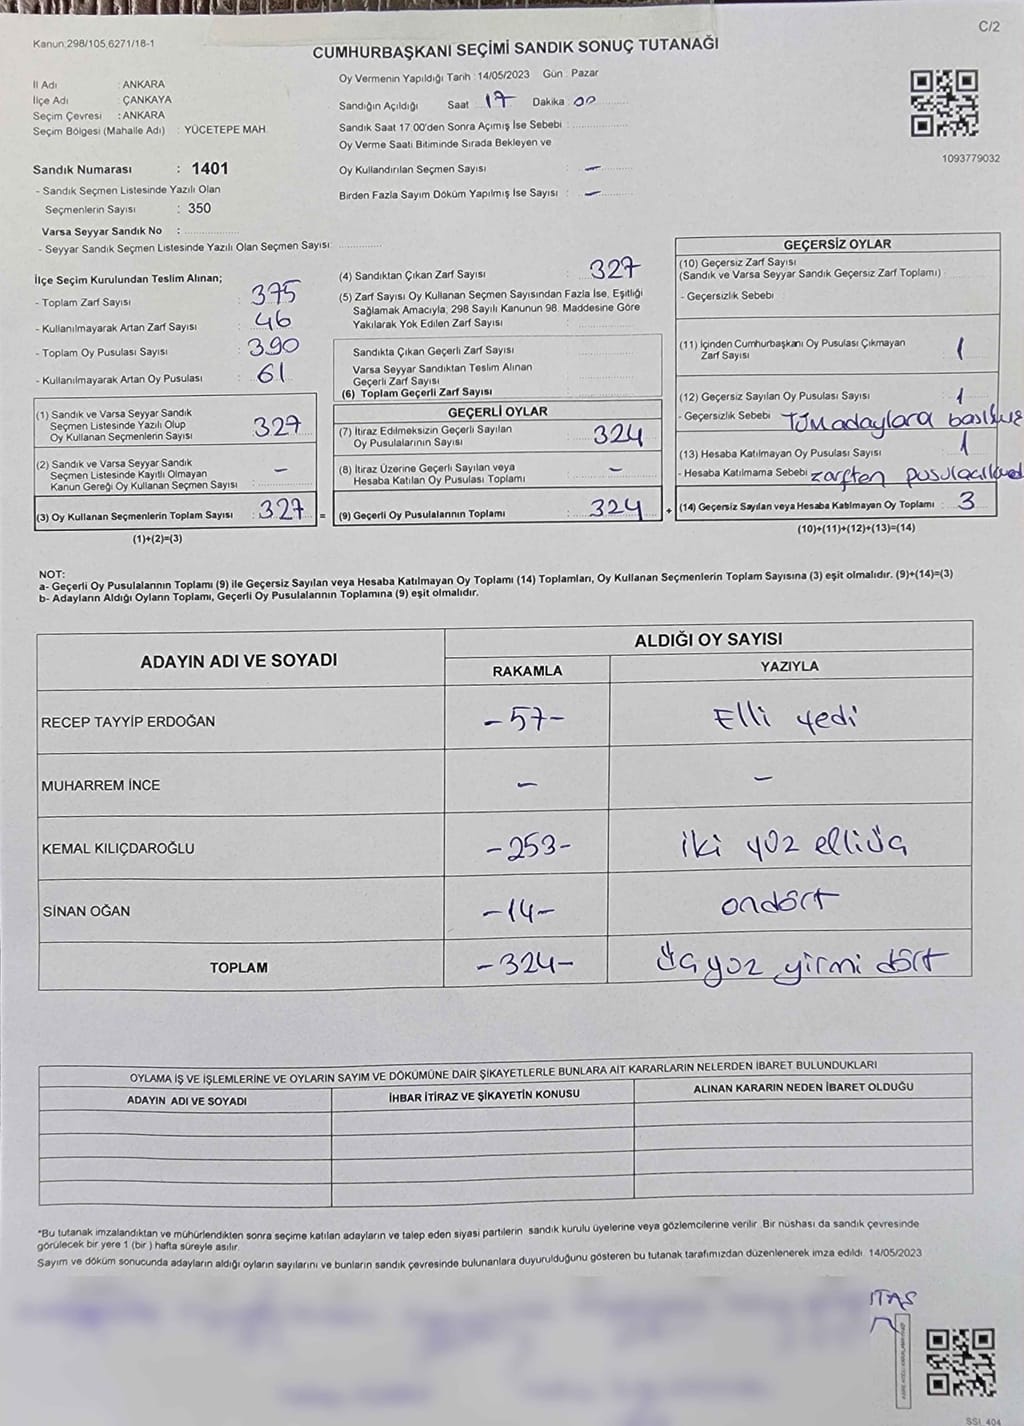 C/2
Kanun:298/105,6271/18-1
CUMHURBAŞKANI SEÇİMİ SANDIK SONUÇ TUTANAĞI
İl Adı : ANKARA
İlçe Adı : ÇANKAYA
Seçim Çevresi : ANKARA
Seçim Bölgesi (Mahalle Adı) : YÜCETEPE MAH.
Oy Vermenin Yapıldığı Tarih : 14/05/2023 Gün : Pazar
Sandığın Açıldığı Saat 17 Dakika : 00
Sandık Saat 17:00'den Sonra Açımış İse Sebebi :
Oy Verme Saati Bitiminde Sırada Bekleyen ve
Oy Kullandırılan Seçmen Sayısı : –
Birden Fazla Sayım Döküm Yapılmış İse Sayısı : –
1093779032
Sandık Numarası : 1401
- Sandık Seçmen Listesinde Yazılı Olan
Seçmenlerin Sayısı : 350
Varsa Seyyar Sandık No :
- Seyyar Sandık Seçmen Listesinde Yazılı Olan Seçmen Sayısı:
İlçe Seçim Kurulundan Teslim Alınan;
- Toplam Zarf Sayısı : 375
- Kullanılmayarak Artan Zarf Sayısı : 46
- Toplam Oy Pusulası Sayısı : 390
- Kullanılmayarak Artan Oy Pusulası : 61
(1) Sandık ve Varsa Seyyar Sandık
Seçmen Listesinde Yazılı Olup
Oy Kullanan Seçmenlerin Sayısı : 327
(2) Sandık ve Varsa Seyyar Sandık
Seçmen Listesinde Kayıtlı Olmayan
Kanun Gereği Oy Kullanan Seçmen Sayısı : –
(3) Oy Kullanan Seçmenlerin Toplam Sayısı : 327 =
(1)+(2)=(3)
(4) Sandıktan Çıkan Zarf Sayısı : 327
(5) Zarf Sayısı Oy Kullanan Seçmen Sayısından Fazla İse, Eşitliği
Sağlamak Amacıyla, 298 Sayılı Kanunun 98. Maddesine Göre
Yakılarak Yok Edilen Zarf Sayısı :
Sandıkta Çıkan Geçerli Zarf Sayısı
Varsa Seyyar Sandıktan Teslim Alınan
Geçerli Zarf Sayısı
(6) Toplam Geçerli Zarf Sayısı
GEÇERLİ OYLAR
(7) İtiraz Edilmeksizin Geçerli Sayılan
Oy Pusulalarının Sayısı : 324
(8) İtiraz Üzerine Geçerli Sayılan veya
Hesaba Katılan Oy Pusulası Toplamı : –
(9) Geçerli Oy Pusulalarının Toplamı : 324 +
GEÇERSİZ OYLAR
(10) Geçersiz Zarf Sayısı
(Sandık ve Varsa Seyyar Sandık Geçersiz Zarf Toplamı) :
- Geçersizlik Sebebi
(11) İçinden Cumhurbaşkanı Oy Pusulası Çıkmayan
Zarf Sayısı : 1
(12) Geçersiz Sayılan Oy Pusulası Sayısı : 1
- Geçersizlik Sebebi : Tüm adaylara basılmış
(13) Hesaba Katılmayan Oy Pusulası Sayısı : 1
- Hesaba Katılmama Sebebi : zarftan pusula
(14) Geçersiz Sayılan veya Hesaba Katılmayan Oy Toplamı : 3
(10)+(11)+(12)+(13)=(14)
NOT:
a- Geçerli Oy Pusulalarının Toplamı (9) ile Geçersiz Sayılan veya Hesaba Katılmayan Oy Toplamı (14) Toplamları, Oy Kullanan Seçmenlerin Toplam Sayısına (3) eşit olmalıdır. (9)+(14)=(3)
b- Adayların Aldığı Oyların Toplamı, Geçerli Oy Pusulalarının Toplamına (9) eşit olmalıdır.
ADAYIN ADI VE SOYADI
ALDIĞI OY SAYISI
RAKAMLA YAZIYLA
RECEP TAYYİP ERDOĞAN –57– Elli yedi
MUHARREM İNCE – –
KEMAL KILIÇDAROĞLU –253– iki yüz elliüç
SİNAN OĞAN –14– ondört
TOPLAM –324– üçyüz yirmi dört
OYLAMA İŞ VE İŞLEMLERİNE VE OYLARIN SAYIM VE DÖKÜMÜNE DAİR ŞİKAYETLERLE BUNLARA AİT KARARLARIN NELERDEN İBARET BULUNDUKLARI
ADAYIN ADI VE SOYADI İHBAR İTİRAZ VE ŞİKAYETİN KONUSU ALINAN KARARIN NEDEN İBARET OLDUĞU
*Bu tutanak imzalandıktan ve mühürlendikten sonra seçime katılan adayların ve talep eden siyasi partilerin sandık kurulu üyelerine veya gözlemcilerine verilir. Bir nüshası da sandık çevresinde
görülecek bir yere 1 (bir ) hafta süreyle asılır.
Sayım ve döküm sonucunda adayların aldığı oyların sayılarını ve bunların sandık çevresinde bulunanlara duyurulduğunu gösteren bu tutanak tarafımızdan düzenlenerek imza edildi. 14/05/2023
SSI_404